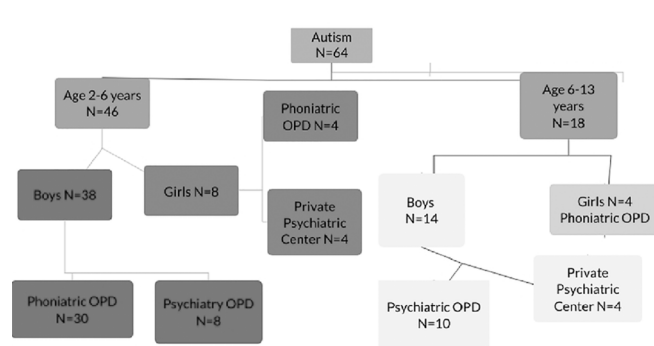 Autism
N=64
Age 2-6 years
N=46
Age 6-13
years
N=18
Phoniatric
OPD N=4
Boys N=38
Girls N=8
Private
Psychiatric
Center N=4
Boys
N=14
Girls N=4
Phoniatric OPD
Phoniatric OPD
N=30
Psychiatry OPD
N=8
Psychiatric OPD
N=10
Private
Psychiatric
Center N=4